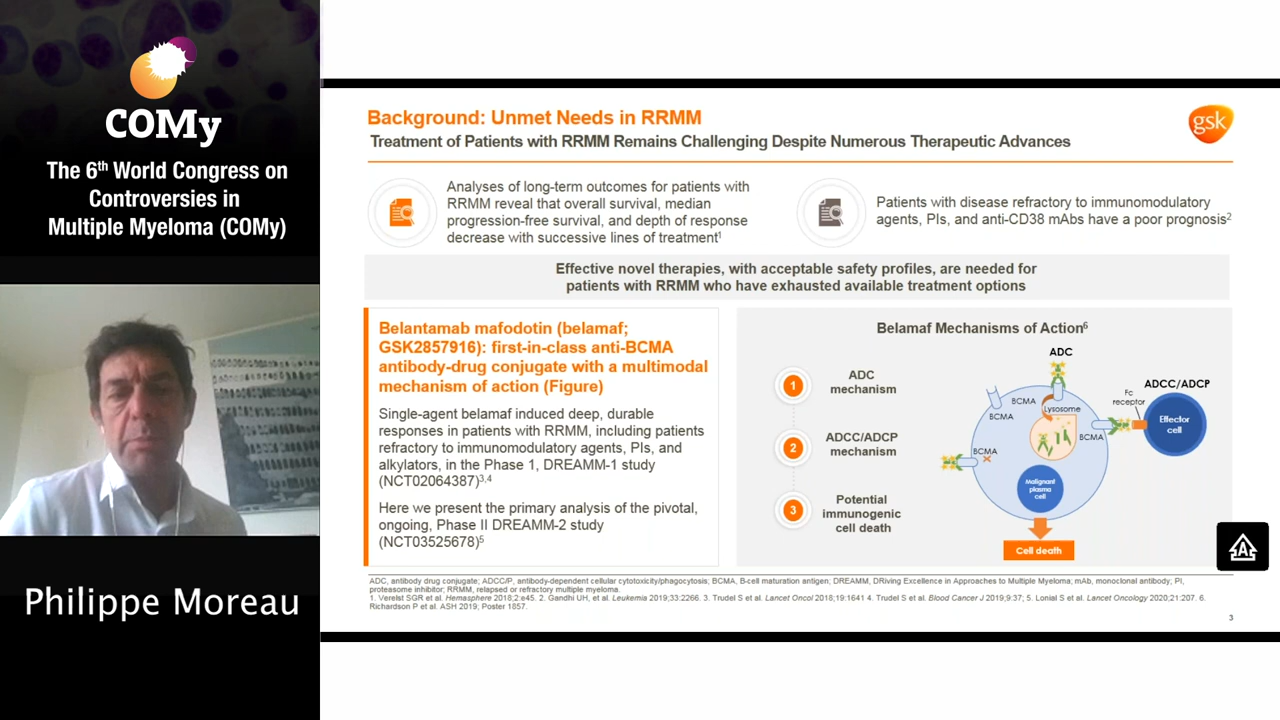 COMy
The 6th World Congress on
Controversies in
Multiple Myeloma (COMy)
Philippe Moreau
Background: Unmet Needs in RRMM
Treatment of Patients with RRMM Remains Challenging Despite Numerous Therapeutic Advances
gsk
Analyses of long-term outcomes for patients with
RRMM reveal that overall survival, median
progression-free survival, and depth of response
decrease with successive lines of treatment1
Patients with disease refractory to immunomodulatory
agents, PIs, and anti-CD38 mAbs have a poor prognosis2
Effective novel therapies, with acceptable safety profiles, are needed for
patients with RRMM who have exhausted available treatment options
Belantamab mafodotin (belamaf;
GSK2857916): first-in-class anti-BCMA
antibody-drug conjugate with a multimodal
mechanism of action (Figure)
Single-agent belamaf induced deep, durable
responses in patients with RRMM, including patients
refractory to immunomodulatory agents, PIs, and
alkylators, in the Phase 1, DREAMM-1 study
(NCT02064387)3,4
Here we present the primary analysis of the pivotal,
ongoing, Phase II DREAMM-2 study
(NCT03525678)5
Belamaf Mechanisms of Action6
1
ADC
mechanism
2
ADCC/ADCP
mechanism
3
Potential
immunogenic
cell death
ADC
ADCC/ADCP
Fc
receptor
BCMA
Lysosome
BCMA
Effector
cell
BCMA
BCMA
Malignant
plasma
cell
Cell death
A
ADC, antibody drug conjugate; ADCC/P, antibody-dependent cellular cytotoxicity/phagocytosis; BCMA, B-cell maturation antigen, DREAMM, DRiving Excellence in Approaches to Multiple Myeloma; mAb, monoclonal antibody; PI,
proteasome inhibitor; RRMM, relapsed or refractory multiple myeloma.
1. Verelst SGR et al. Hemasphere 2018;2:e45. 2. Gandhi UH, et al. Leukemia 2019;33:2266. 3. Trudel S et al. Lancet Oncol 2018;19:1641 4. Trudel S et al. Blood Cancer J 2019;9:37; 5. Lonial S et al. Lancet Oncology 2020;21:207. 6.
Richardson P et al. ASH 2019; Poster 1857.
3